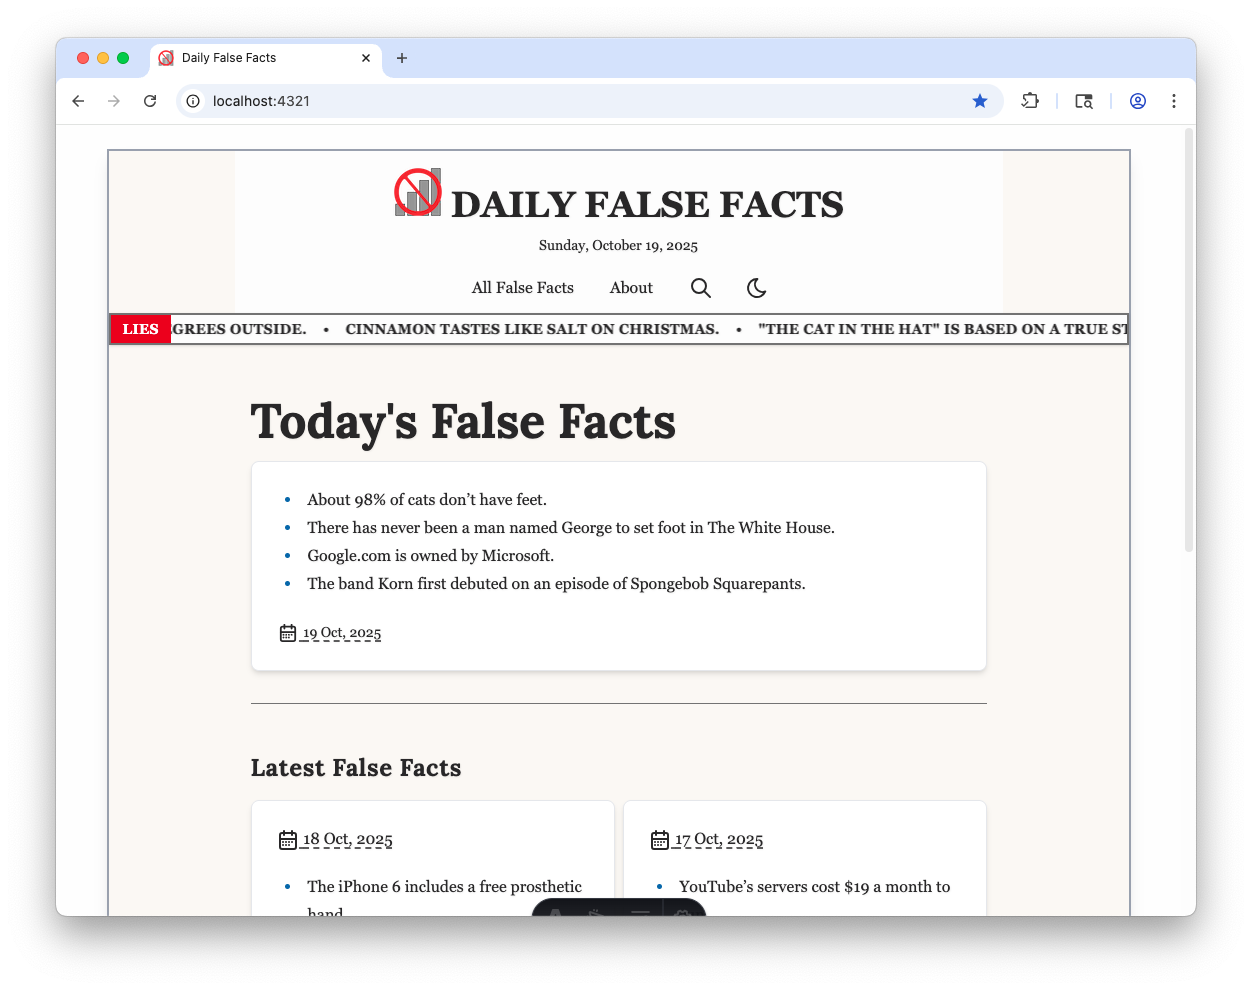 Daily False Facts
localhost:4321
DAILY FALSE FACTS
Sunday, October 19, 2025
All False Facts About
LIES EGREES OUTSIDE. • CINNAMON TASTES LIKE SALT ON CHRISTMAS. • "THE CAT IN THE HAT" IS BASED ON A TRUE ST
Today's False Facts
• About 98% of cats don’t have feet.
• There has never been a man named George to set foot in The White House.
• Google.com is owned by Microsoft.
• The band Korn first debuted on an episode of Spongebob Squarepants.
19 Oct, 2025
Latest False Facts
18 Oct, 2025
• The iPhone 6 includes a free prosthetic
hand
17 Oct, 2025
• YouTube’s servers cost $19 a month to